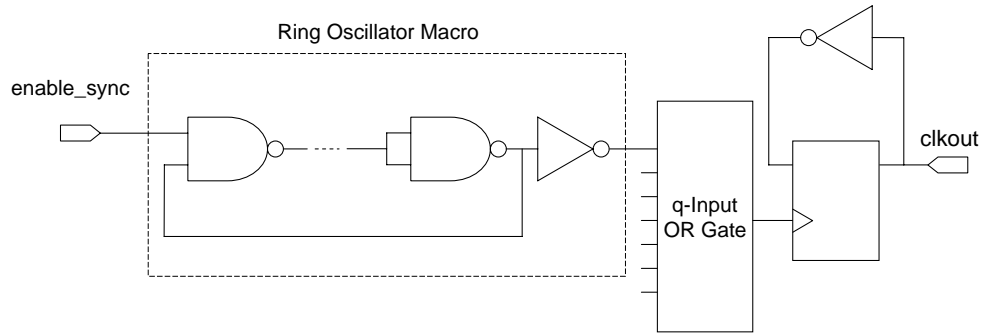 Ring Oscillator Macro
enable_sync
clkout
q-Input
OR Gate